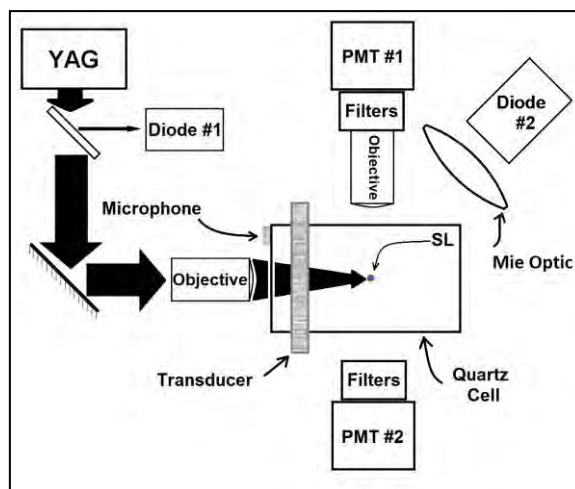 YAG
Diode #1
Microphone
Objective
Transducer
PMT #1
Filters
Objective
Diode
#2
Mie Optic
SL
Quartz
Cell
Filters
PMT #2